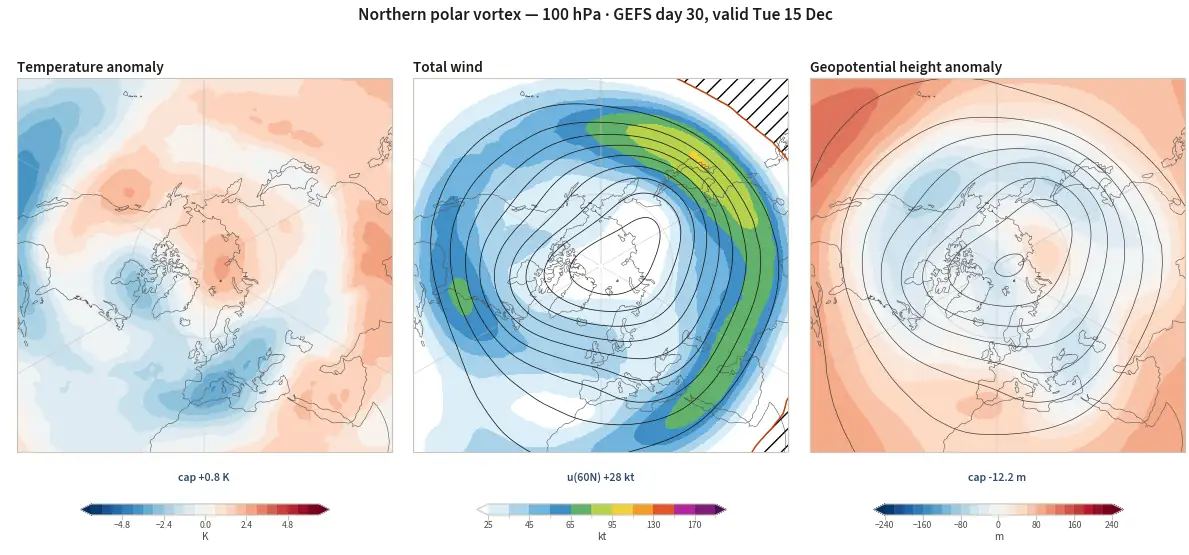 Northern polar vortex — 100 hPa · GEFS day 30, valid Tue 15 Dec
Temperature anomaly
Total wind
Geopotential height anomaly
cap +0.8 K
u(60N) +28 kt
cap -12.2 m
−4.8 −2.4 0.0 2.4 4.8
K
25 45 65 95 130 170
kt
−240 −160 −80 0 80 160 240
m